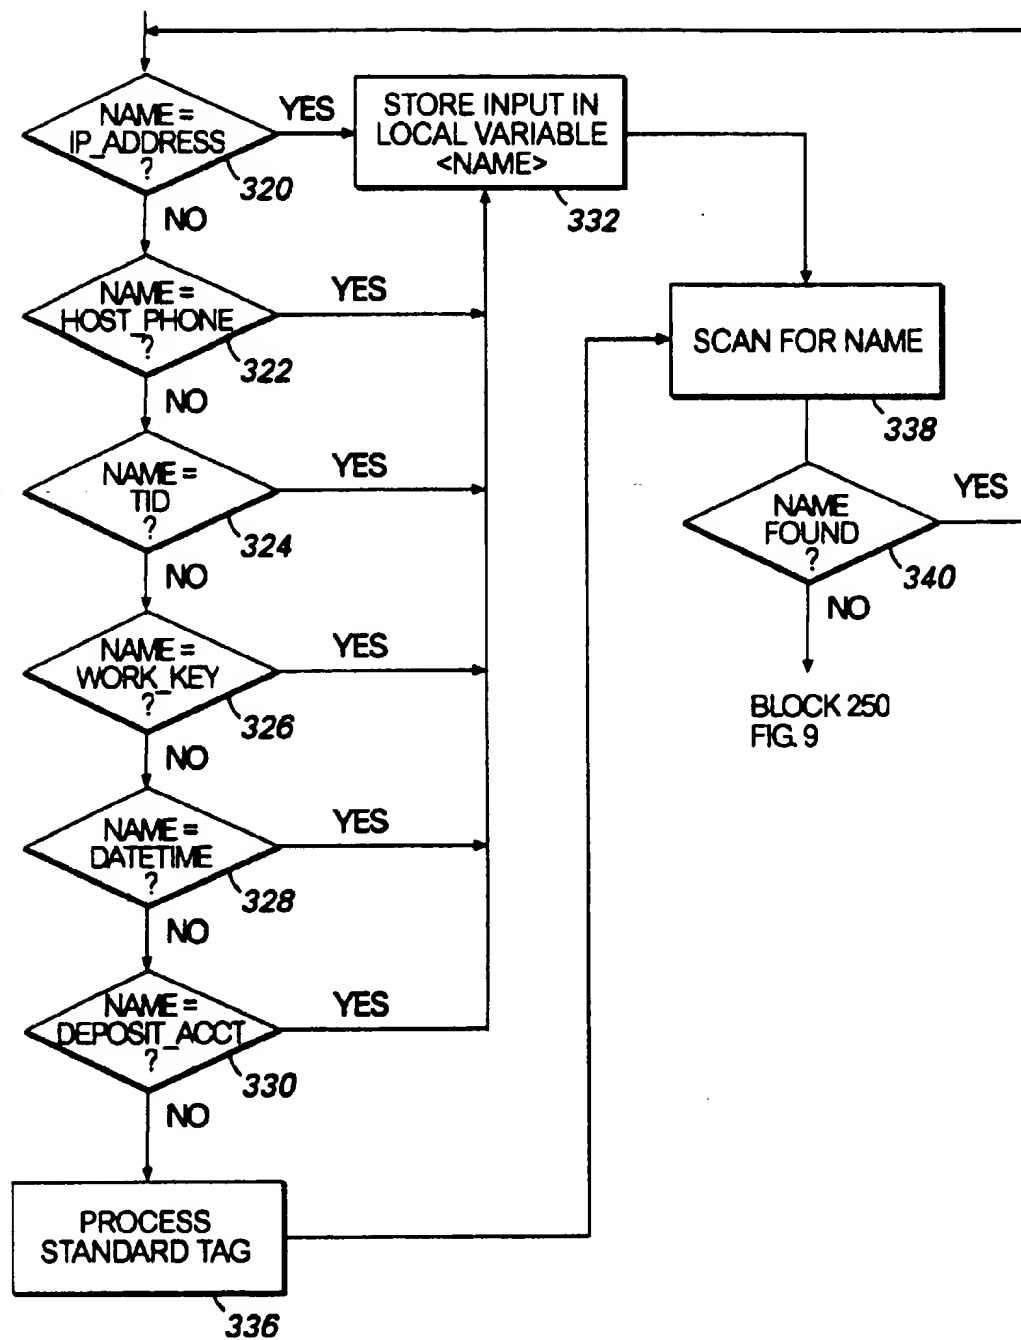 NAME =
IP_ADDRESS
?
320
YES
NO
STORE INPUT IN
LOCAL VARIABLE
<NAME>
332
NAME =
HOST_PHONE
?
322
YES
NO
SCAN FOR NAME
338
NAME =
TID
?
324
YES
NO
NAME
FOUND
?
340
YES
NO
BLOCK 250
FIG. 9
NAME =
WORK_KEY
?
326
YES
NO
NAME =
DATETIME
?
328
YES
NO
NAME =
DEPOSIT_ACCT
?
330
YES
NO
PROCESS
STANDARD TAG
336